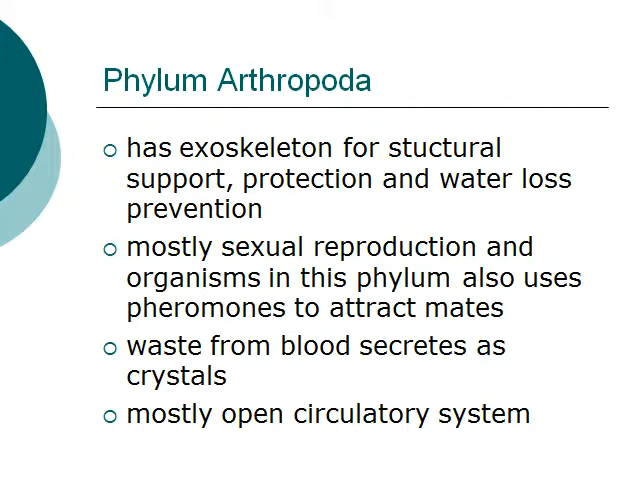 Phylum Arthropoda
has exoskeleton for stuctural
support, protection and water loss
prevention
mostly sexual reproduction and
organisms in this phylum also uses
pheromones to attract mates
waste from blood secretes as
crystals
mostly open circulatory system